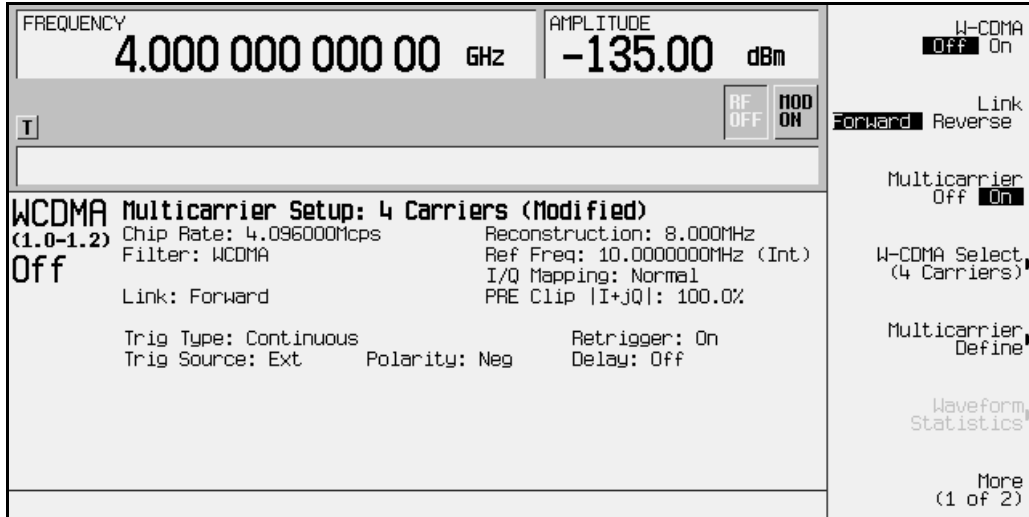 FREQUENCY
4.000 000 000 00 GHz
AMPLITUDE
-135.00 dBm
RF OFF
MOD ON
T
WCDMA
(1.0-1.2)
Off
Multicarrier Setup: 4 Carriers (Modified)
Chip Rate: 4.096000Mcps Reconstruction: 8.000MHz
Filter: WCDMA Ref Freq: 10.0000000MHz (Int)
I/Q Mapping: Normal
Link: Forward PRE Clip |I+jQ|: 100.0%
Trig Type: Continuous Retrigger: On
Trig Source: Ext Polarity: Neg Delay: Off
W-CDMA
Off On
Link
Forward Reverse
Multicarrier
Off On
W-CDMA Select
(4 Carriers)
Multicarrier
Define
Waveform
Statistics
More
(1 of 2)